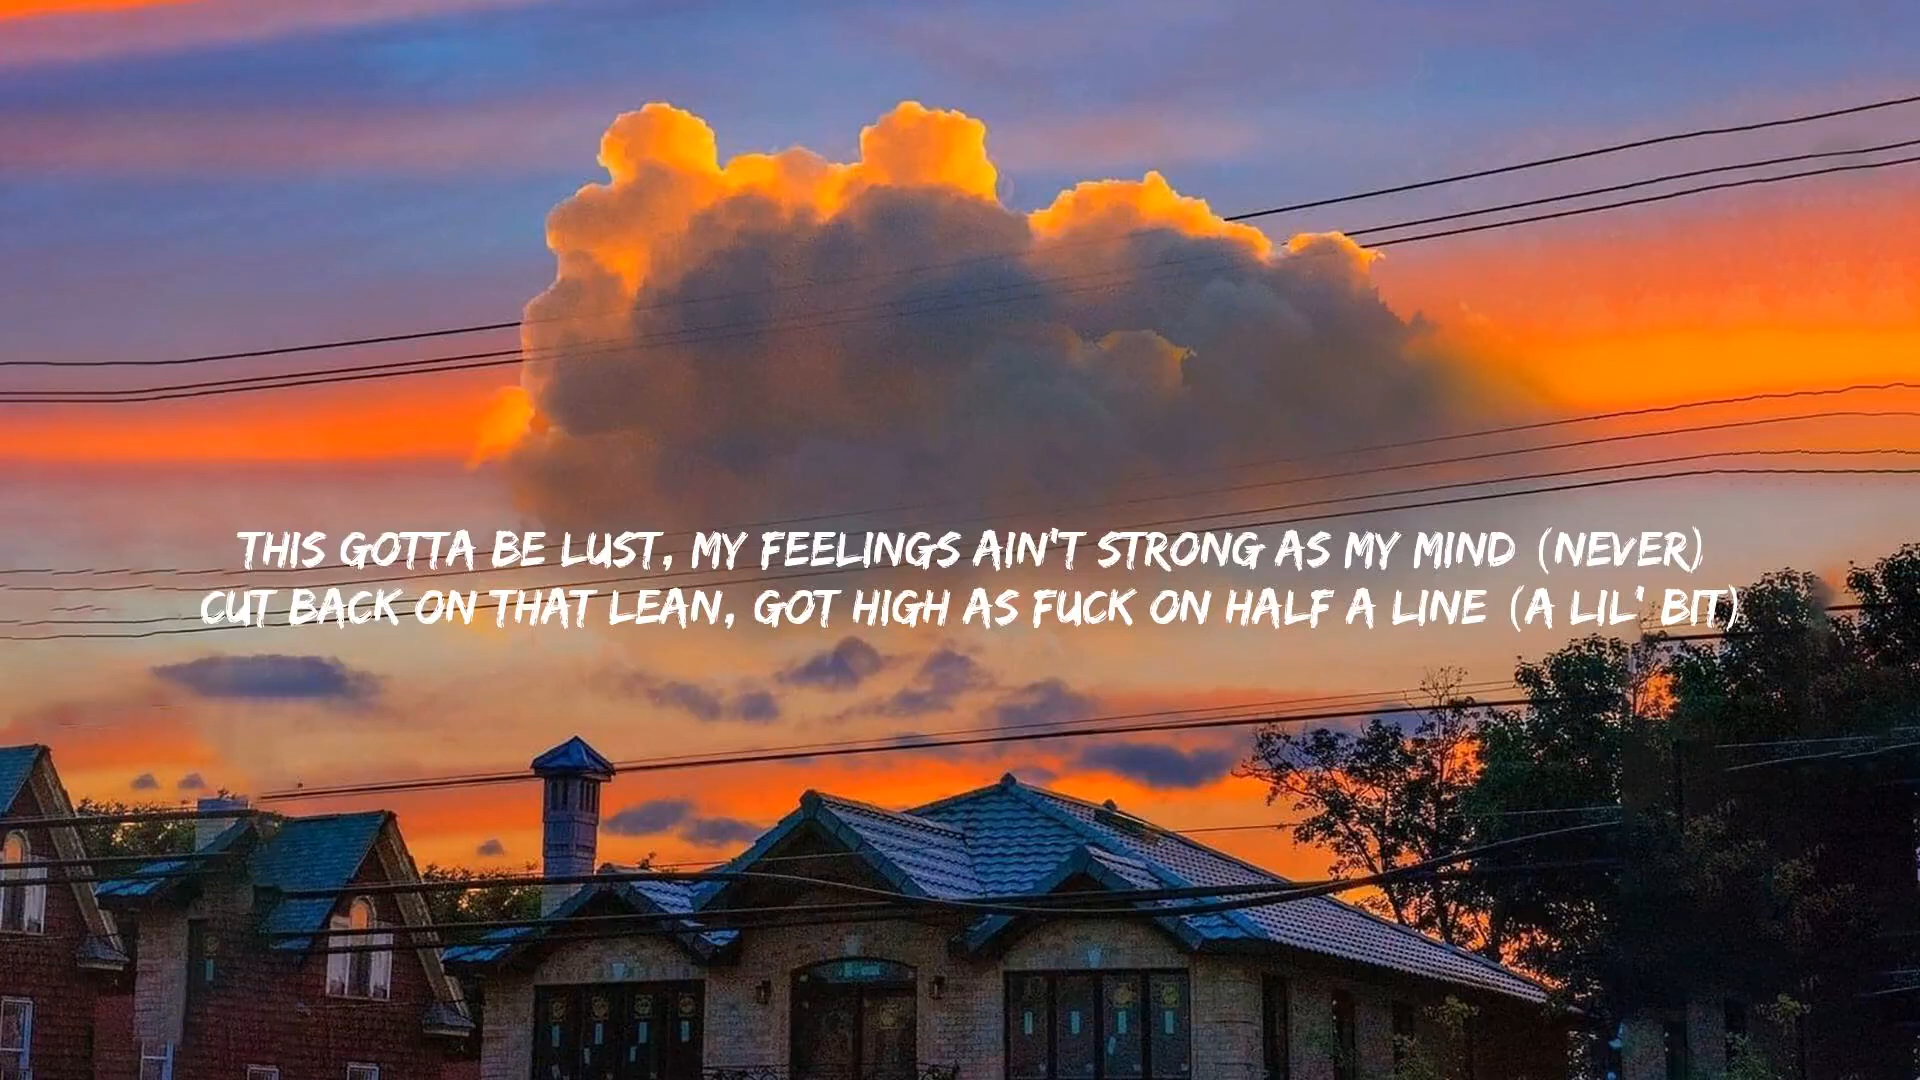 THIS GOTTA BE LUST, MY FEELINGS AIN'T STRONG AS MY MIND (NEVER)
CUT BACK ON THAT LEAN, GOT HIGH AS FUCK ON HALF A LINE (A LIL' BIT)